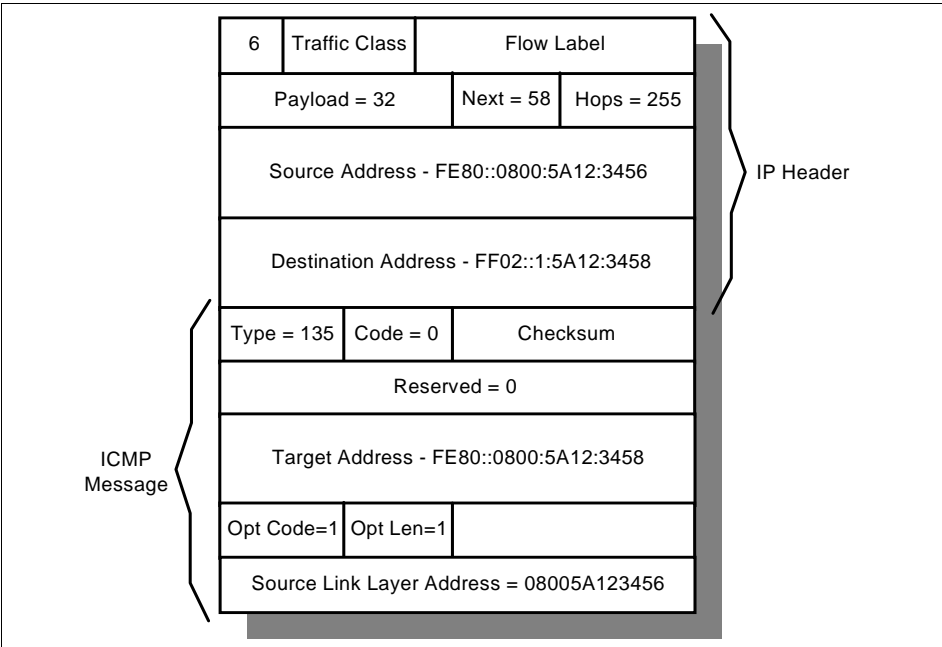 6 Traffic Class Flow Label
Payload = 32 Next = 58 Hops = 255
Source Address - FE80::0800:5A12:3456
IP Header
Destination Address - FF02::1:5A12:3458
Type = 135 Code = 0 Checksum
Reserved = 0
ICMP
Message
Target Address - FE80::0800:5A12:3458
Opt Code=1 Opt Len=1
Source Link Layer Address = 08005A123456